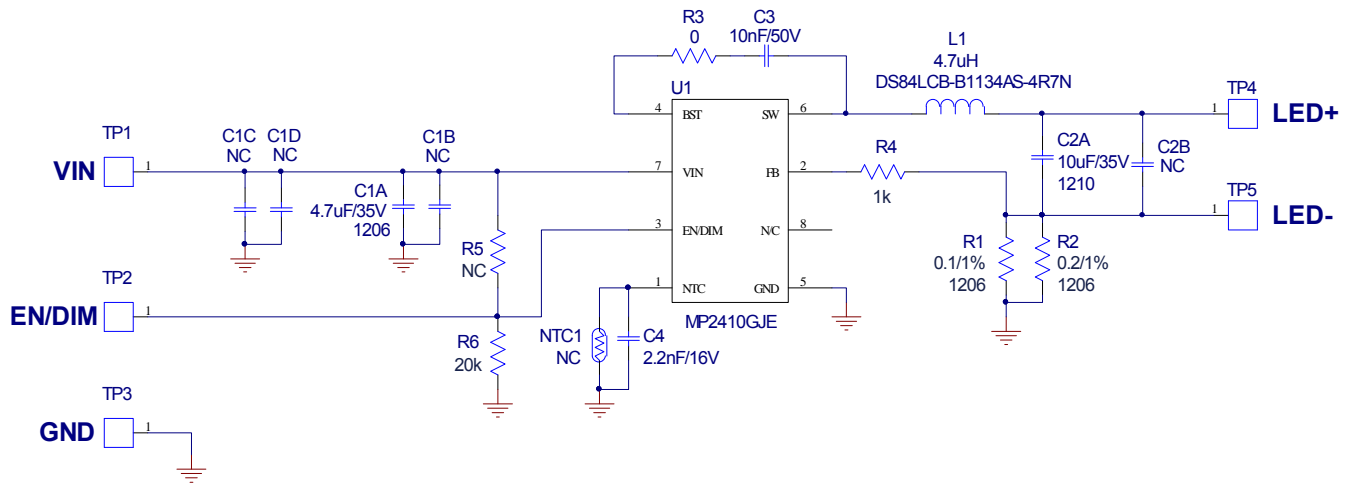 R3
0
C3
10nF/50V
L1
4.7uH
DS84LCB-B1134AS-4R7N
U1
4
BST
SW
6
TP4
1
LED+
TP1
1
VIN
C1C
NC
C1D
NC
C1B
NC
C1A
4.7uF/35V
1206
7
VIN
FB
2
R4
1k
C2A
10uF/35V
1210
C2B
NC
TP5
1
LED-
3
EN/DIM
N/C
8
R5
NC
R1
0.1/1%
1206
R2
0.2/1%
1206
TP2
1
EN/DIM
1
NTC
GND
5
MP2410GJE
R6
20k
NTC1
NC
C4
2.2nF/16V
TP3
1
GND